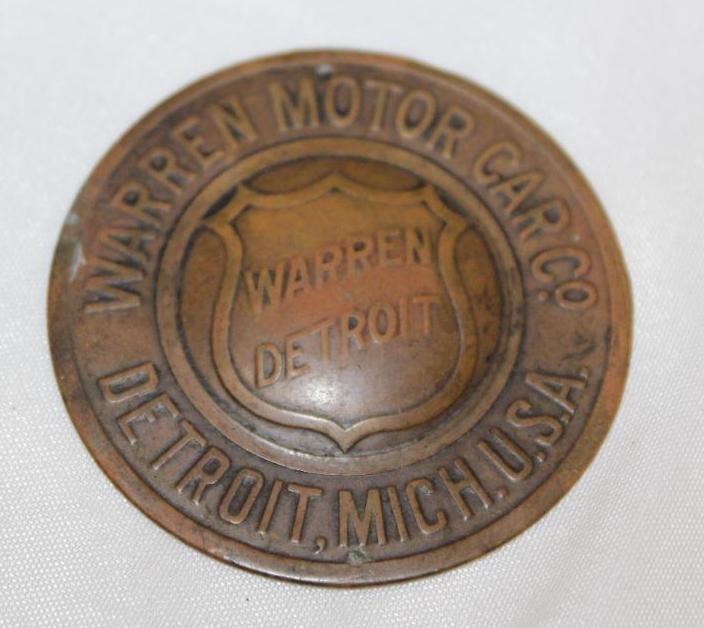 WARREN MOTOR CAR Cº
WARREN
DETROIT
DETROIT, MICH. U.S.A.